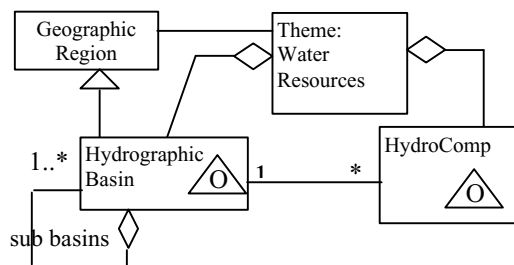 Geographic
Region
Theme:
Water
Resources
1..*
Hydrographic
Basin
O
1
*
HydroComp
O
sub basins